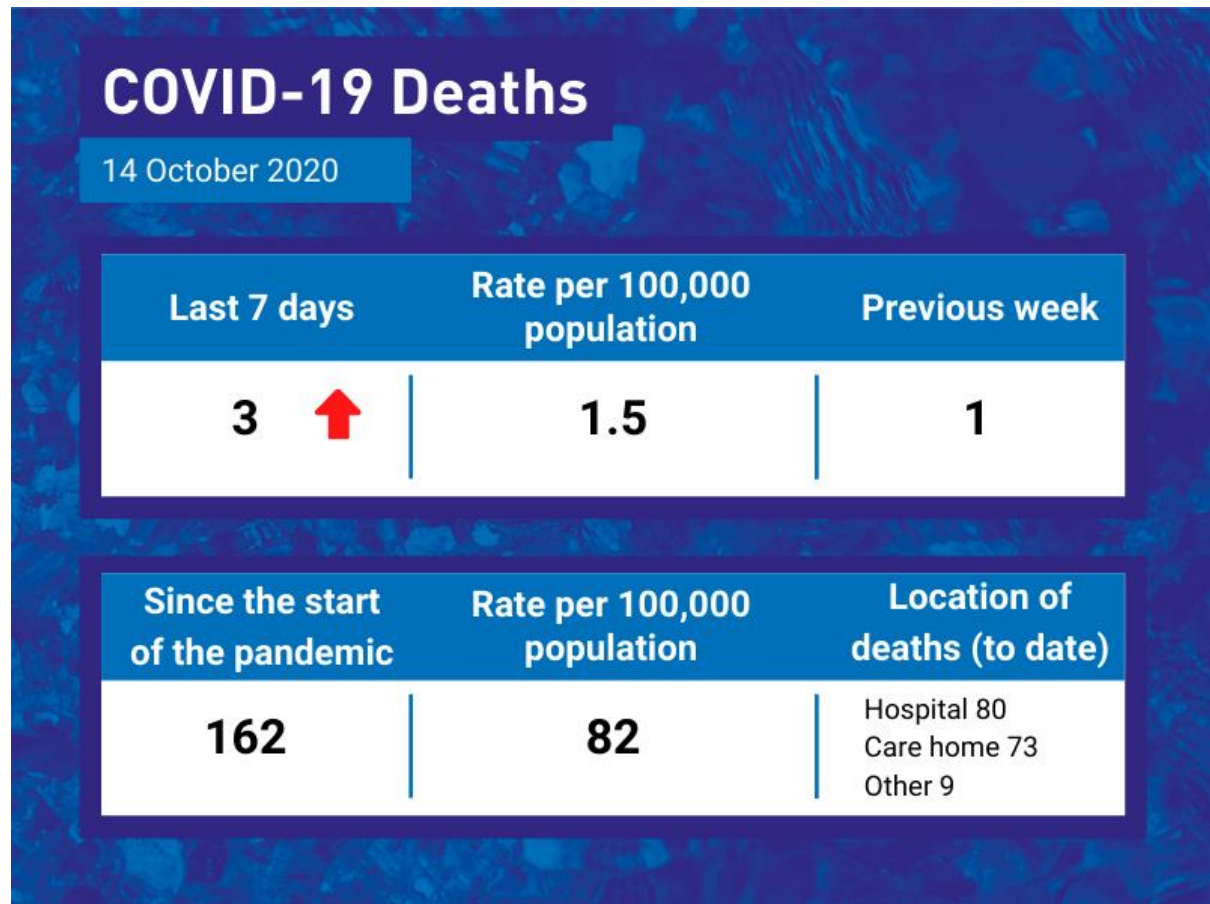 COVID-19 Deaths
14 October 2020
Last 7 days
Rate per 100,000
population
Previous week
3
1.5
1
Since the start
of the pandemic
Rate per 100,000
population
Location of
deaths (to date)
162
82
Hospital 80
Care home 73
Other 9